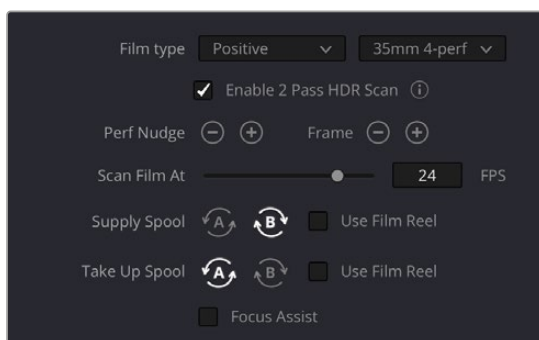 Film type Positive 35mm 4-perf
Enable 2 Pass HDR Scan i
Perf Nudge Frame
Scan Film At 24 FPS
Supply Spool A B Use Film Reel
Take Up Spool A B Use Film Reel
Focus Assist